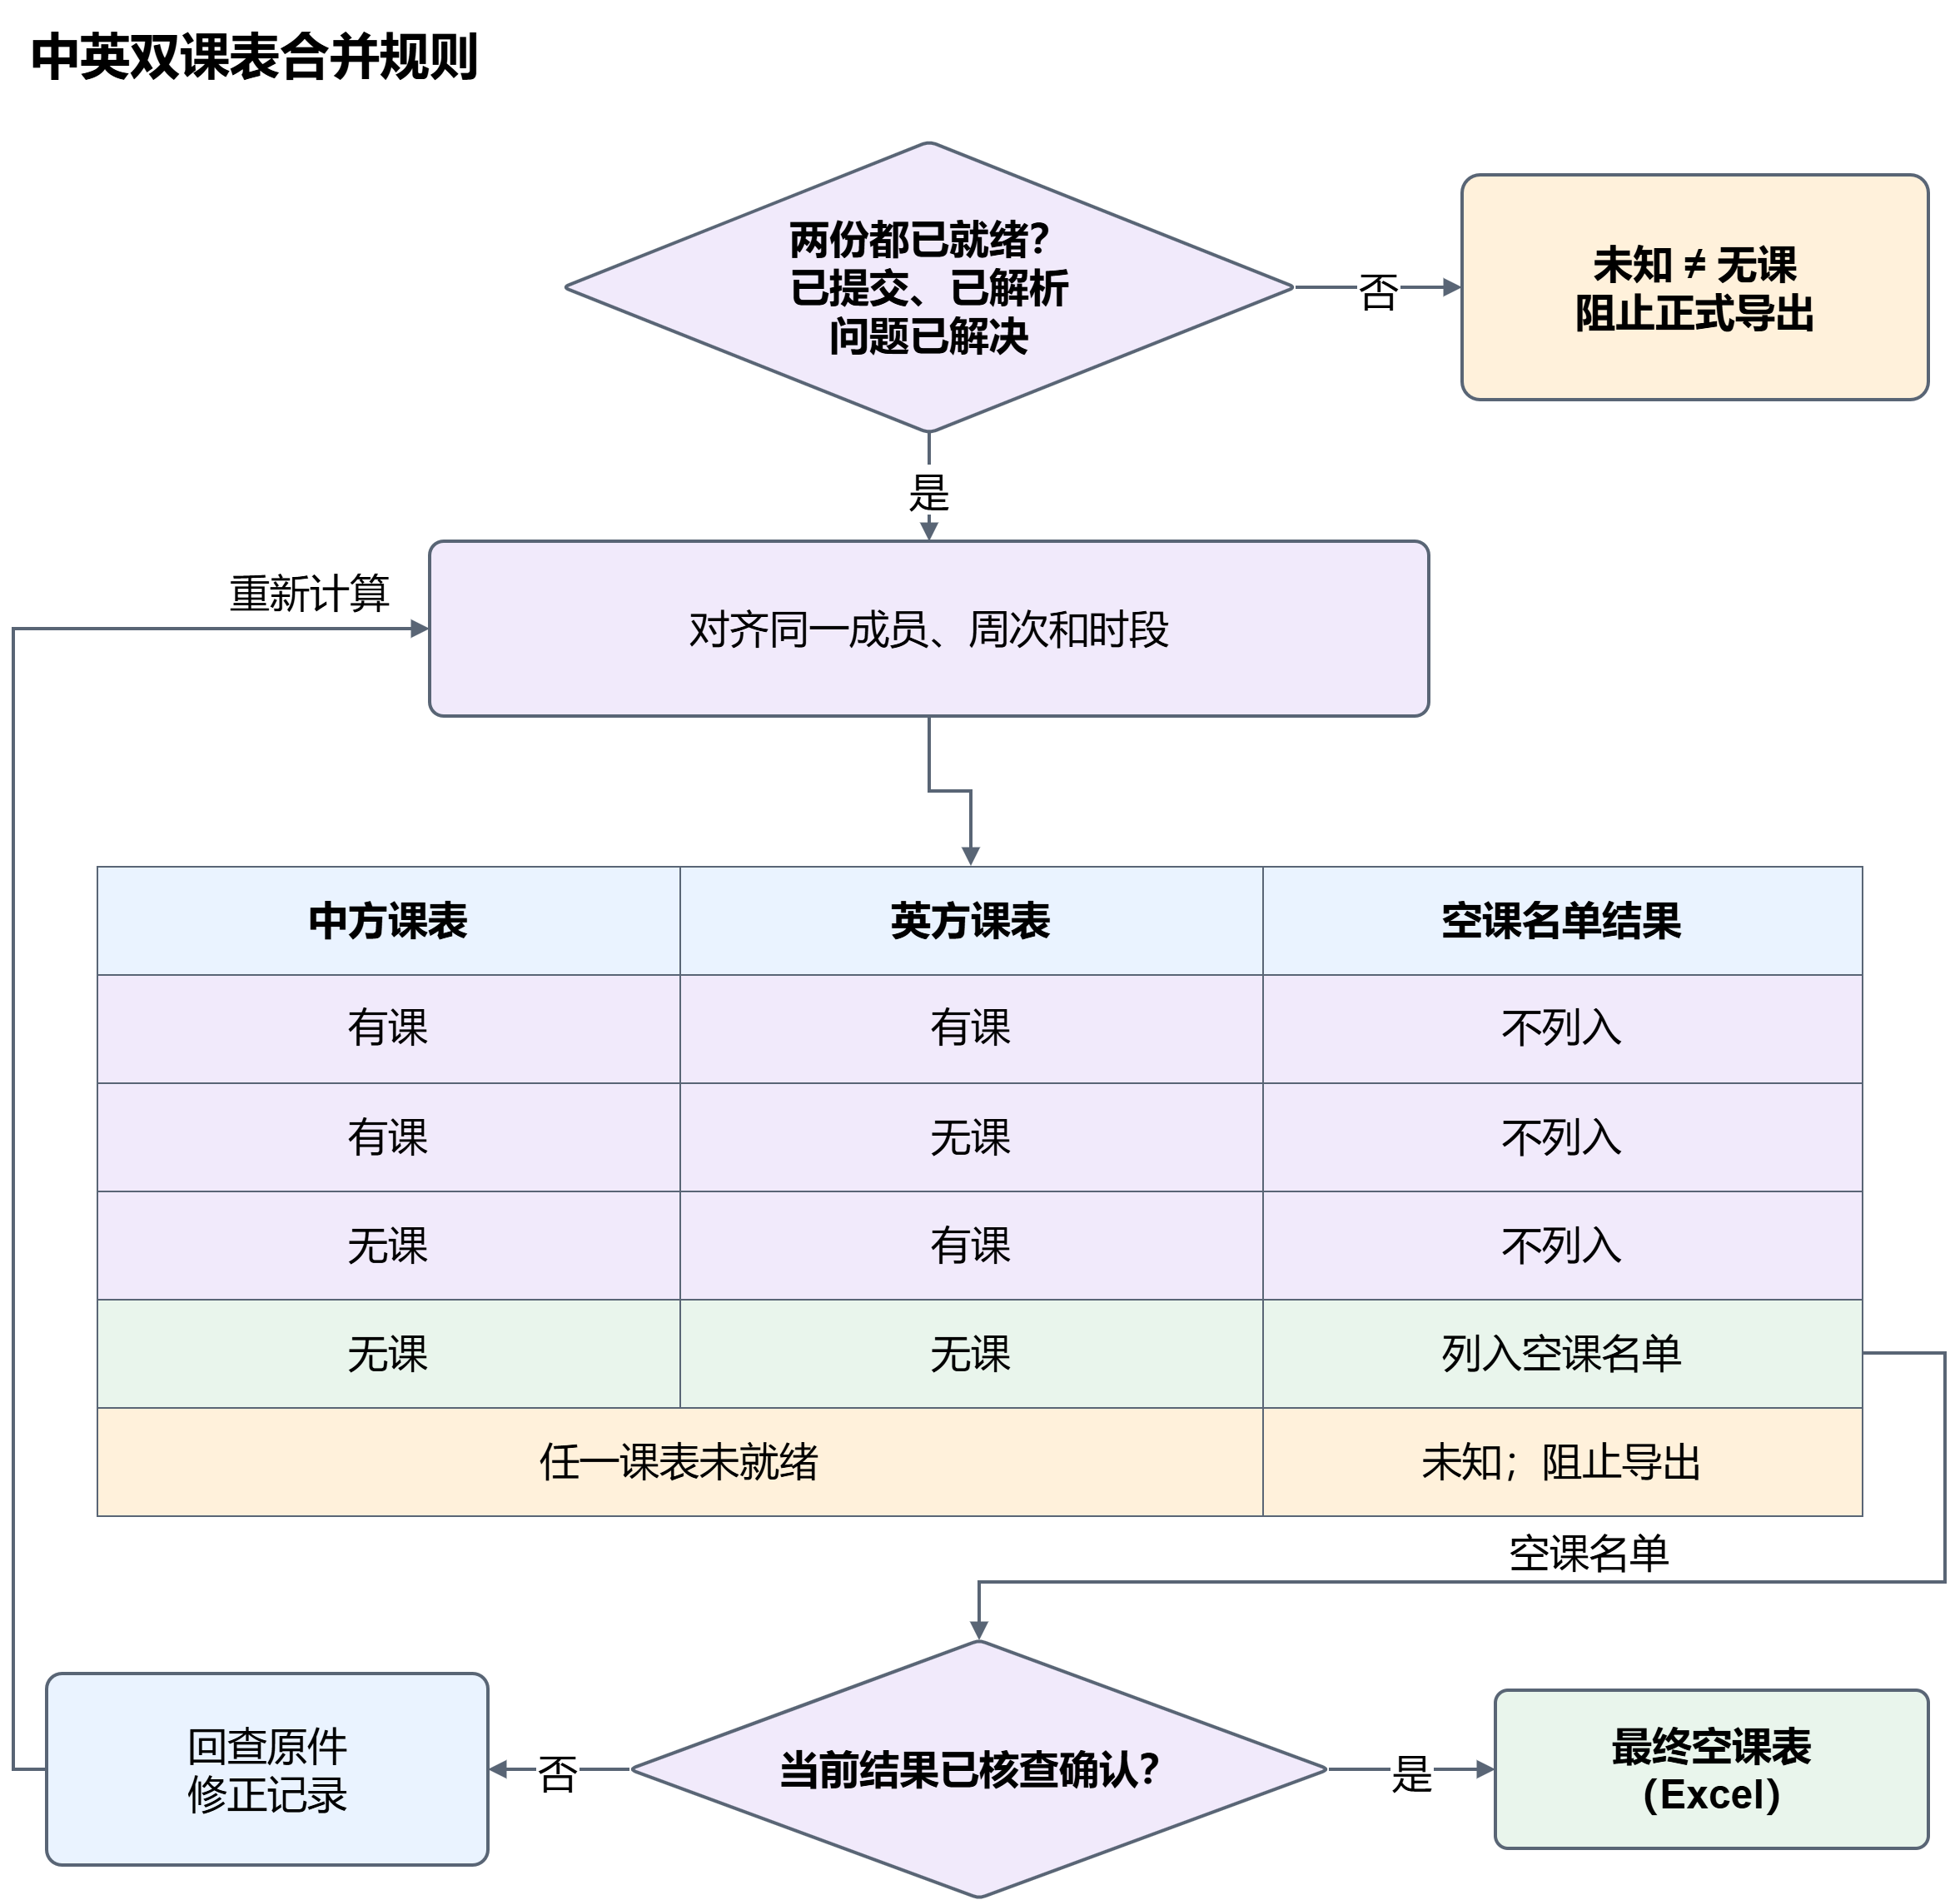 中英双课表合并规则
两份都已就绪？
已提交、已解析
问题已解决
否
未知 ≠ 无课
阻止正式导出
是
重新计算
对齐同一成员、周次和时段
中方课表 英方课表 空课名单结果
有课 有课 不列入
有课 无课 不列入
无课 有课 不列入
无课 无课 列入空课名单
任一课表未就绪 未知；阻止导出
空课名单
回查原件
修正记录
否
当前结果已核查确认？
是
最终空课表
（Excel）